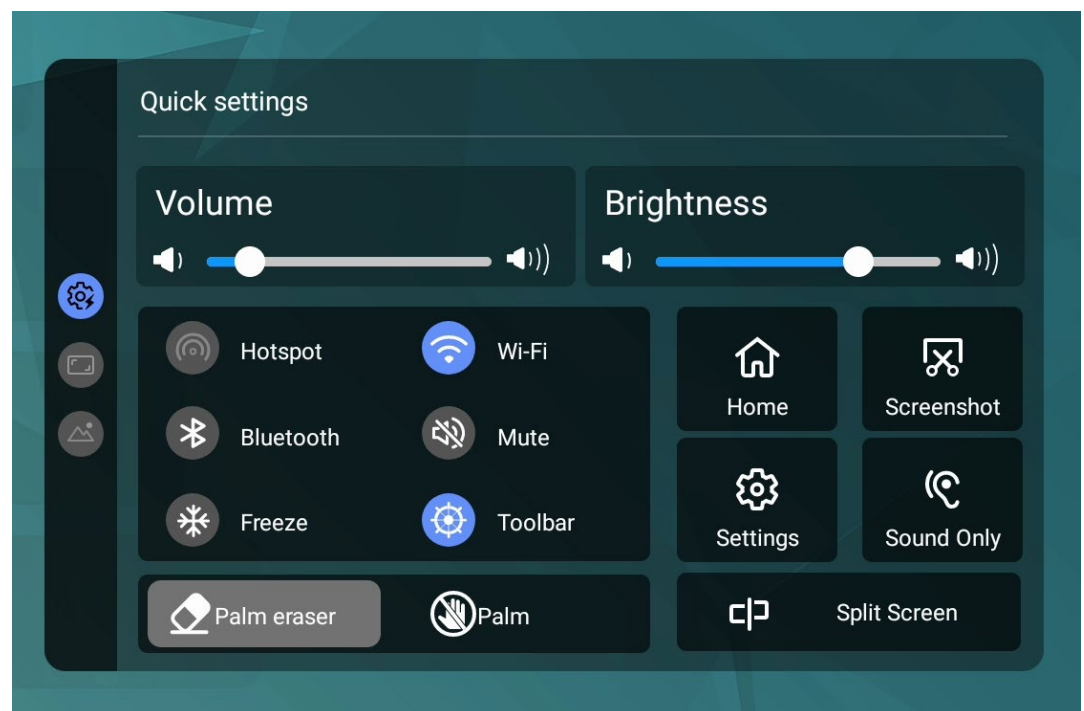 Quick settings
Volume
Brightness
Hotspot
Wi-Fi
Bluetooth
Mute
Freeze
Toolbar
Home
Screenshot
Settings
Sound Only
Palm eraser
Palm
Split Screen